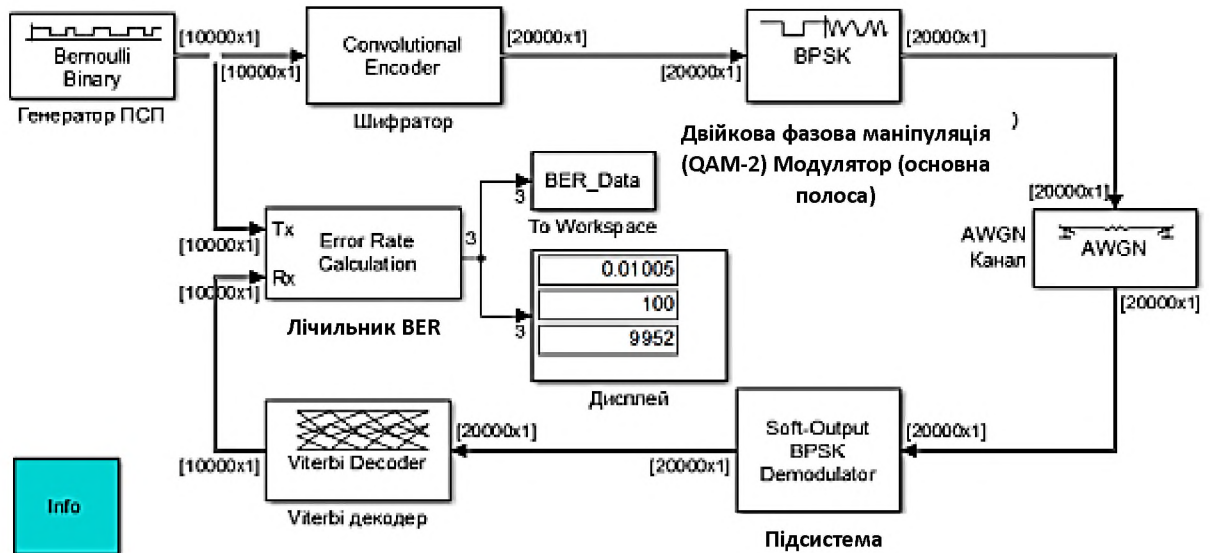 Bernoulli
Binary
Генератор ПСП
[10000x1]
[10000x1]
Convolutional
Encoder
Шифратор
[20000x1]
[20000x1]
BPSK
[20000x1]
Двійкова фазова маніпуляція )
(QAM-2) Модулятор (основна
полоса)
[20000x1]
AWGN
Канал
AWGN
[20000x1]
BER_Data
3
To Workspace
[10000x1]
Tx
Rx
Error Rate
Calculation
3
[10000x1]
Лічильник BER
0.01005
100
9952
3
Дисплей
[10000x1]
Viterbi Decoder
Viterbi декодер
[20000x1]
[20000x1]
Soft-Output
BPSK
Demodulator
[20000x1]
Підсистема
Info